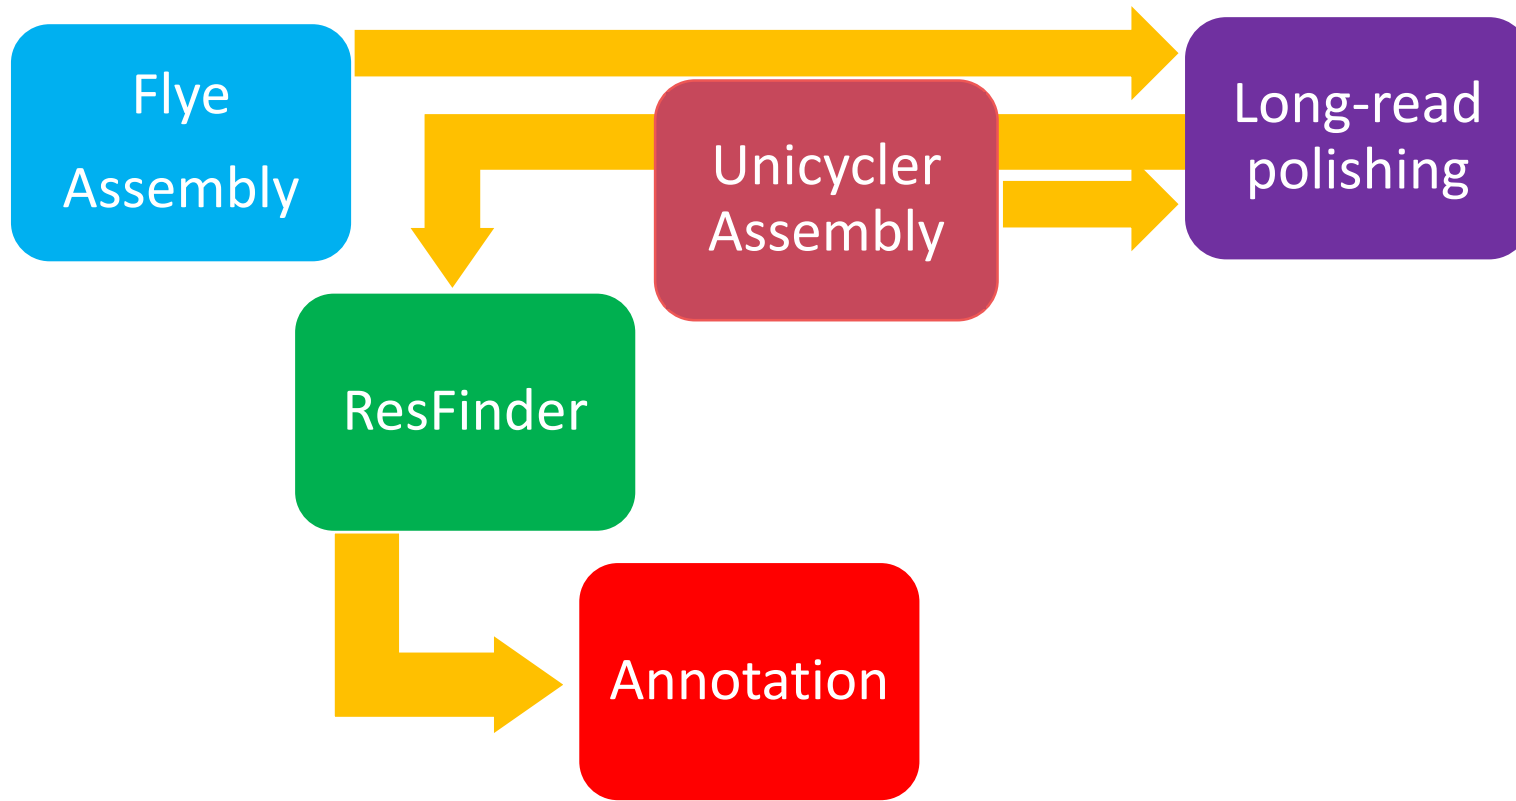 Flye
Assembly
Unicycler
Assembly
Long-read
polishing
ResFinder
Annotation